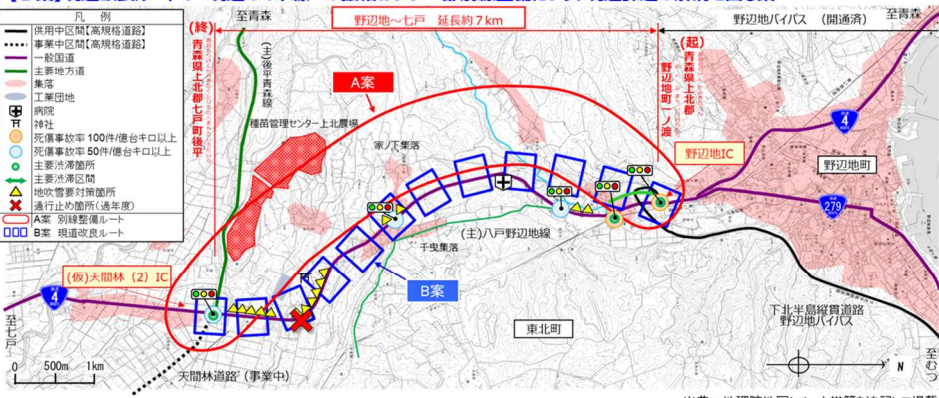 至青森
野辺地～七戸　延長約7km
野辺地バイパス　(開通済)
至青森
凡　例
供用中区間【高規格道路】
事業中区間【高規格道路】
一般国道
主要地方道
集落
工業団地
病院
神社
死傷事故率 100件/億台キロ以上
死傷事故率 50件/億台キロ以上
主要渋滞箇所
主要渋滞区間
地吹雪要対策箇所
通行止め箇所(過年度)
A案 別線整備ルート
B案 現道改良ルート
(終)
青森県上北郡七戸町後平
(主)後平青森線
A案
(起)
青森県上北郡
野辺地町一ノ渡
種苗管理センター上北農場
家ノ下集落
野辺地IC
4
野辺地町
279
(主)八戸野辺地線
千曳集落
(仮)天間林（2）IC
B案
4
至七戸
東北町
下北半島縦貫道路
野辺地バイパス
至むつ
0　500m　1km
天間林道路（事業中）
N